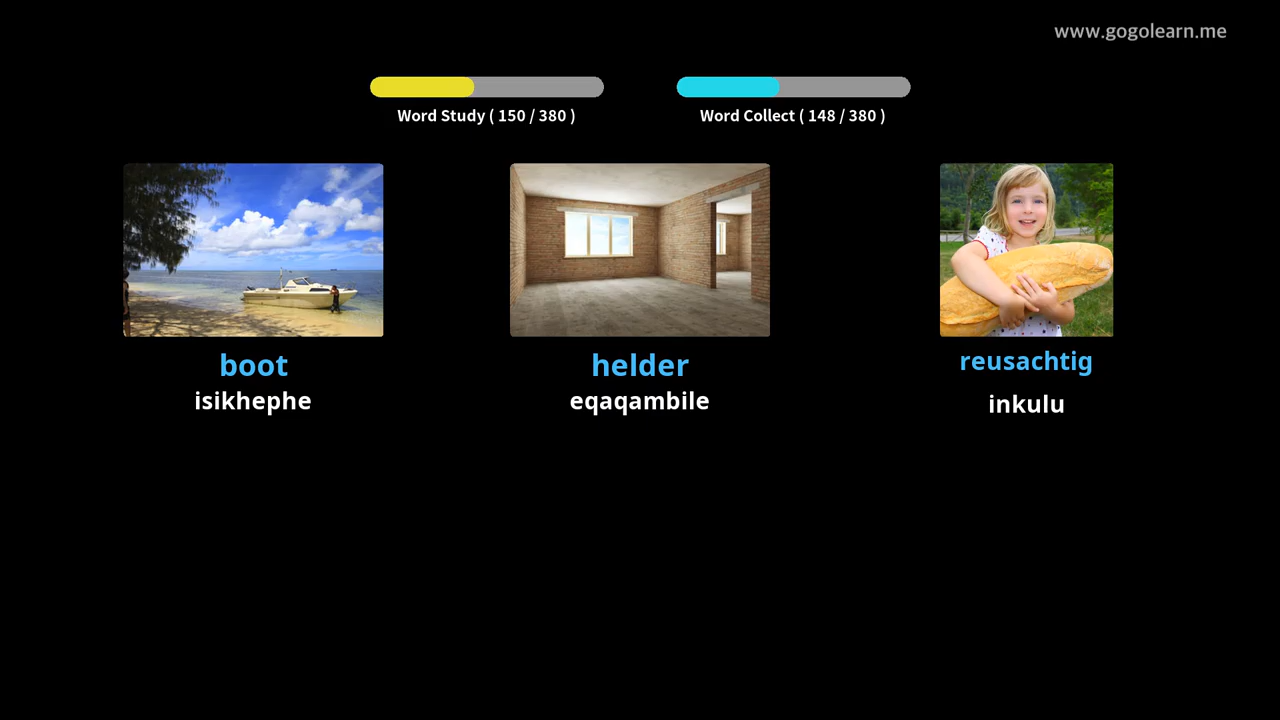 www.gogolearn.me
Word Study ( 150 / 380 )
Word Collect ( 148 / 380 )
boot
isikhephe
helder
eqaqambile
reusachtig
inkulu